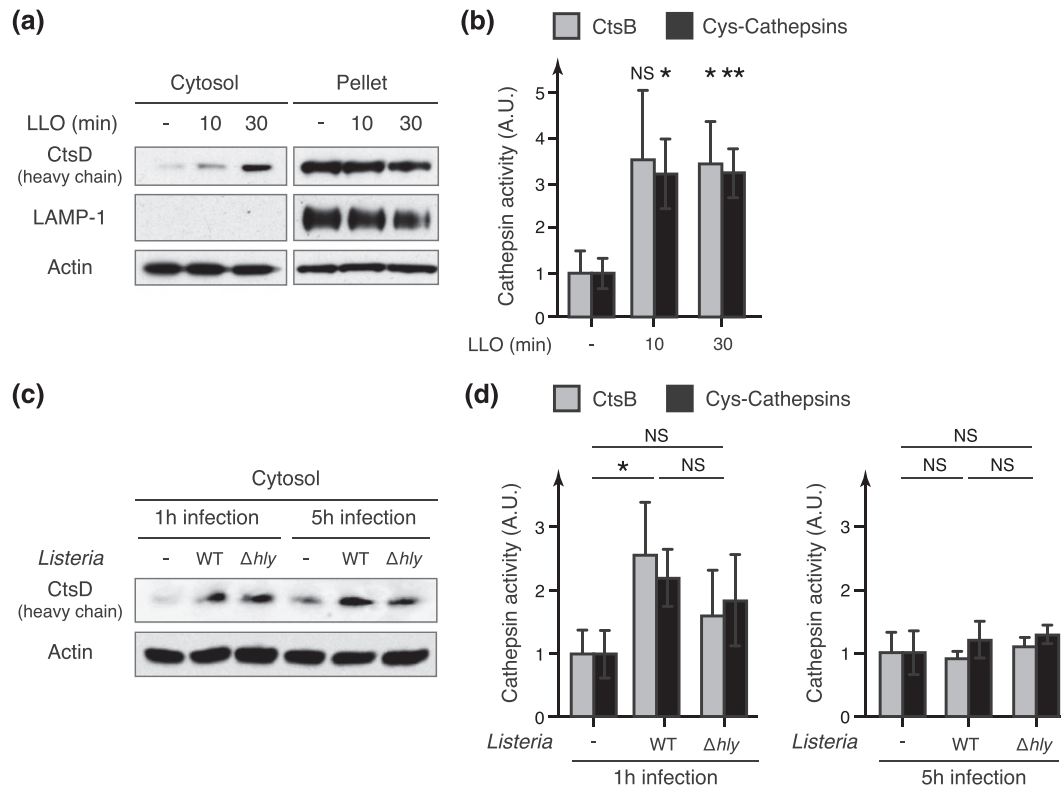 (a)
Cytosol Pellet
LLO (min) - 10 30 - 10 30
CtsD
(heavy chain)
LAMP-1
Actin
(b)
CtsB Cys-Cathepsins
NS * * **
Cathepsin activity (A.U.)
5
4
3
2
1
0
LLO (min) - 10 30
(c)
Cytosol
1h infection 5h infection
Listeria - WT Δhly - WT Δhly
CtsD
(heavy chain)
Actin
(d)
CtsB Cys-Cathepsins
NS
* NS
Cathepsin activity (A.U.)
3
2
1
0
Listeria - WT Δhly
1h infection
NS
NS NS
Cathepsin activity (A.U.)
3
2
1
0
Listeria - WT Δhly
5h infection